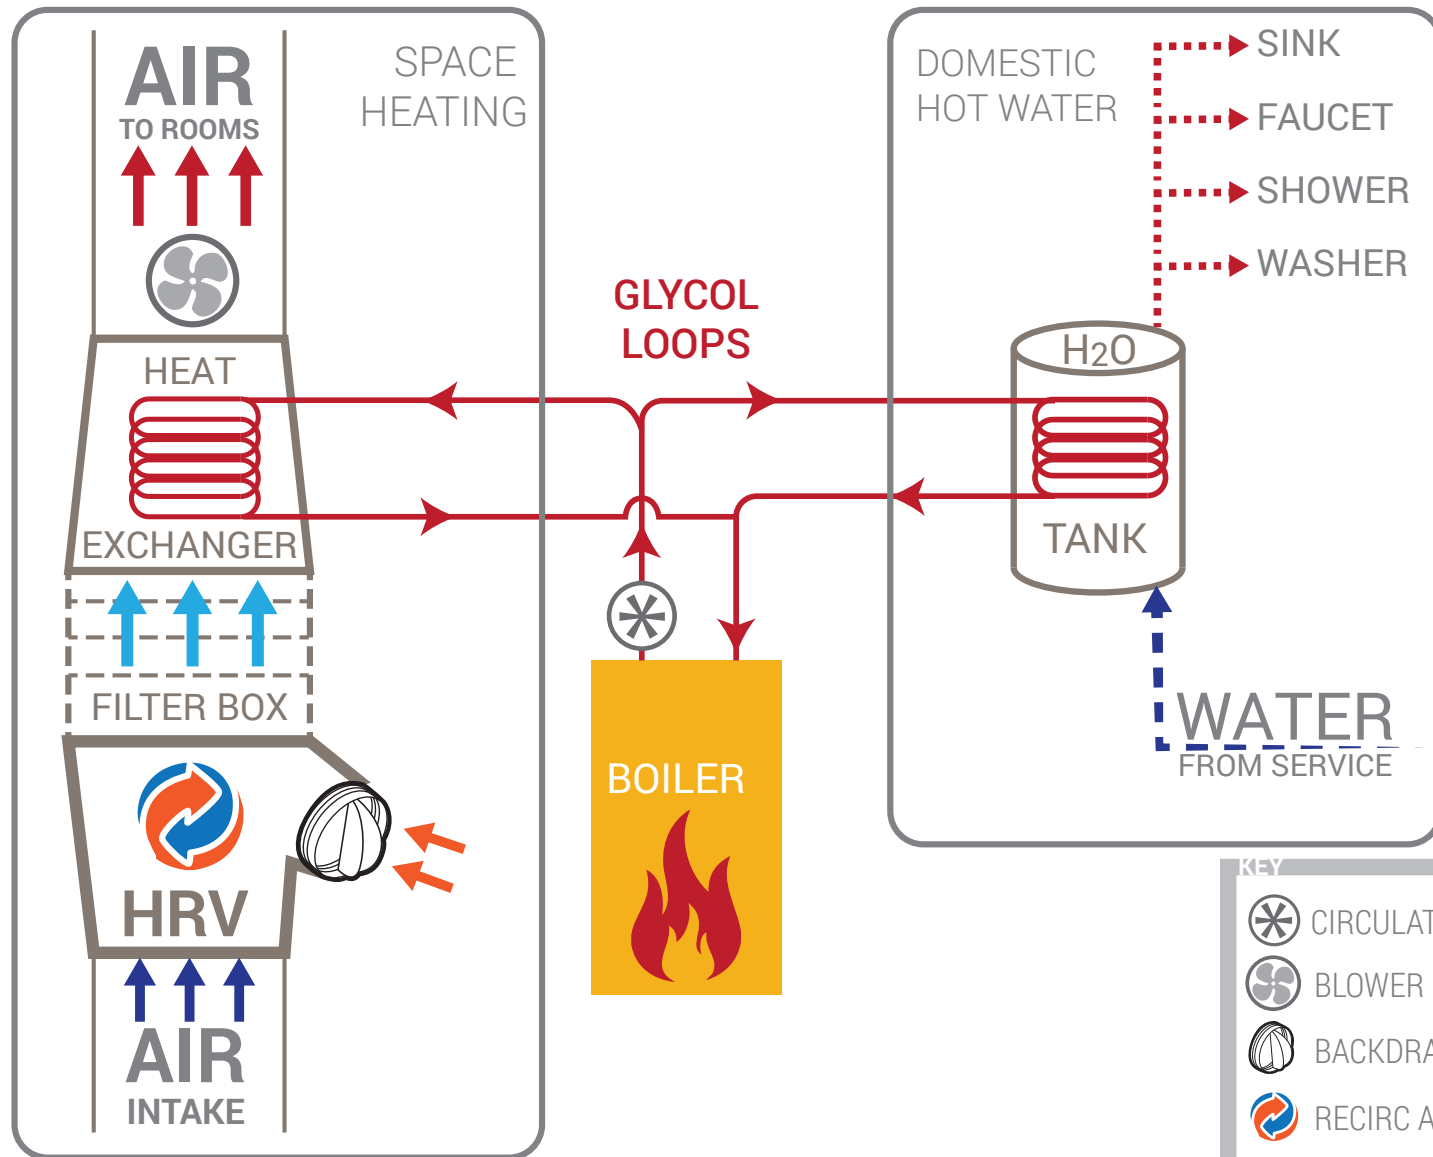 AIR
TO ROOMS
SPACE
HEATING
HEAT
EXCHANGER
FILTER BOX
HRV
AIR
INTAKE
GLYCOL
LOOPS
BOILER
DOMESTIC
HOT WATER
SINK
FAUCET
SHOWER
WASHER
H2O
TANK
WATER
FROM SERVICE
KEY
CIRCULAT
BLOWER
BACKDRA
RECIRC A